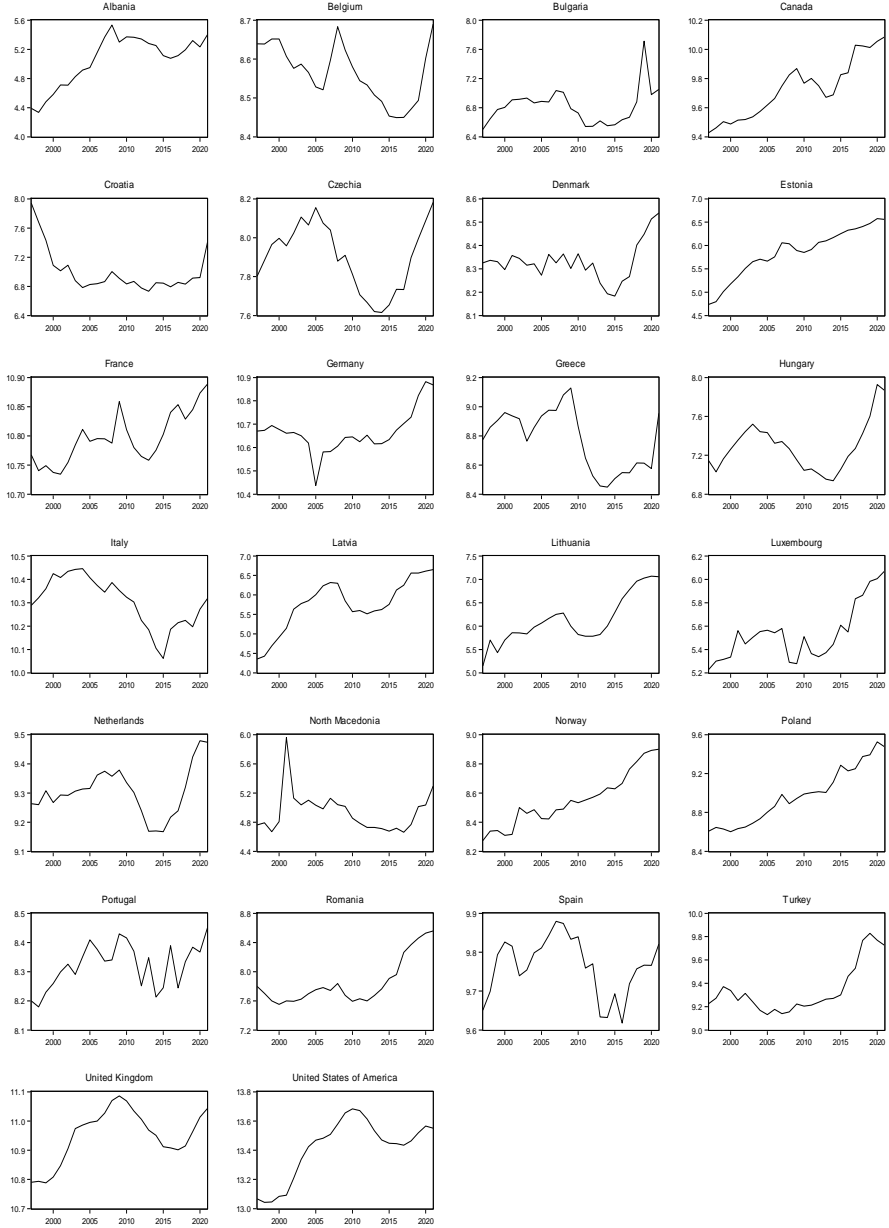 Albania
5.6
5.2
4.8
4.4
4.0
2000 2005 2010 2015 2020
Belgium
8.7
8.6
8.5
8.4
2000 2005 2010 2015 2020
Bulgaria
8.0
7.6
7.2
6.8
6.4
2000 2005 2010 2015 2020
Canada
10.2
10.0
9.8
9.6
9.4
2000 2005 2010 2015 2020
Croatia
8.0
7.6
7.2
6.8
6.4
2000 2005 2010 2015 2020
Czechia
8.2
8.0
7.8
7.6
2000 2005 2010 2015 2020
Denmark
8.6
8.5
8.4
8.3
8.2
8.1
2000 2005 2010 2015 2020
Estonia
7.0
6.5
6.0
5.5
5.0
4.5
2000 2005 2010 2015 2020
France
10.90
10.85
10.80
10.75
10.70
2000 2005 2010 2015 2020
Germany
10.9
10.8
10.7
10.6
10.5
10.4
2000 2005 2010 2015 2020
Greece
9.2
9.0
8.8
8.6
8.4
2000 2005 2010 2015 2020
Hungary
8.0
7.6
7.2
6.8
2000 2005 2010 2015 2020
Italy
10.5
10.4
10.3
10.2
10.1
10.0
2000 2005 2010 2015 2020
Latvia
7.0
6.5
6.0
5.5
5.0
4.5
4.0
2000 2005 2010 2015 2020
Lithuania
7.5
7.0
6.5
6.0
5.5
5.0
2000 2005 2010 2015 2020
Luxembourg
6.2
6.0
5.8
5.6
5.4
5.2
2000 2005 2010 2015 2020
Netherlands
9.5
9.4
9.3
9.2
9.1
2000 2005 2010 2015 2020
North Macedonia
6.0
5.6
5.2
4.8
4.4
2000 2005 2010 2015 2020
Norway
9.0
8.8
8.6
8.4
8.2
2000 2005 2010 2015 2020
Poland
9.6
9.2
8.8
8.4
2000 2005 2010 2015 2020
Portugal
8.5
8.4
8.3
8.2
8.1
2000 2005 2010 2015 2020
Romania
8.8
8.4
8.0
7.6
7.2
2000 2005 2010 2015 2020
Spain
9.9
9.8
9.7
9.6
2000 2005 2010 2015 2020
Turkey
10.0
9.8
9.6
9.4
9.2
9.0
2000 2005 2010 2015 2020
United Kingdom
11.1
11.0
10.9
10.8
10.7
2000 2005 2010 2015 2020
United States of America
13.8
13.6
13.4
13.2
13.0
2000 2005 2010 2015 2020